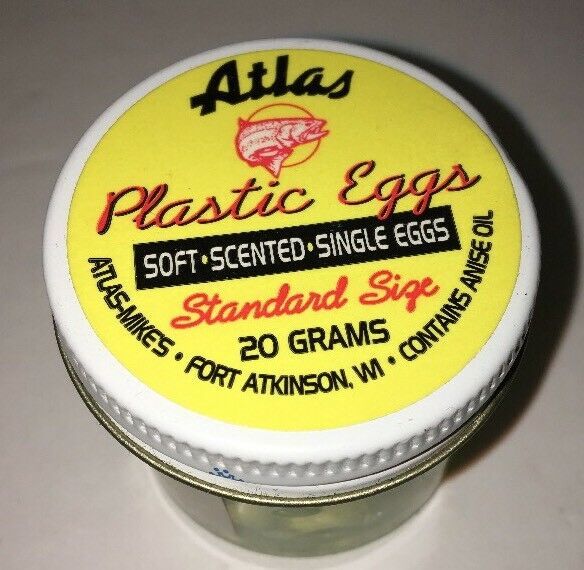 Atlas
Plastic Eggs
SOFT•SCENTED•SINGLE EGGS
Standard Size
20 GRAMS
ATLAS-MIKE'S • FORT ATKINSON, WI • CONTAINS ANISE OIL